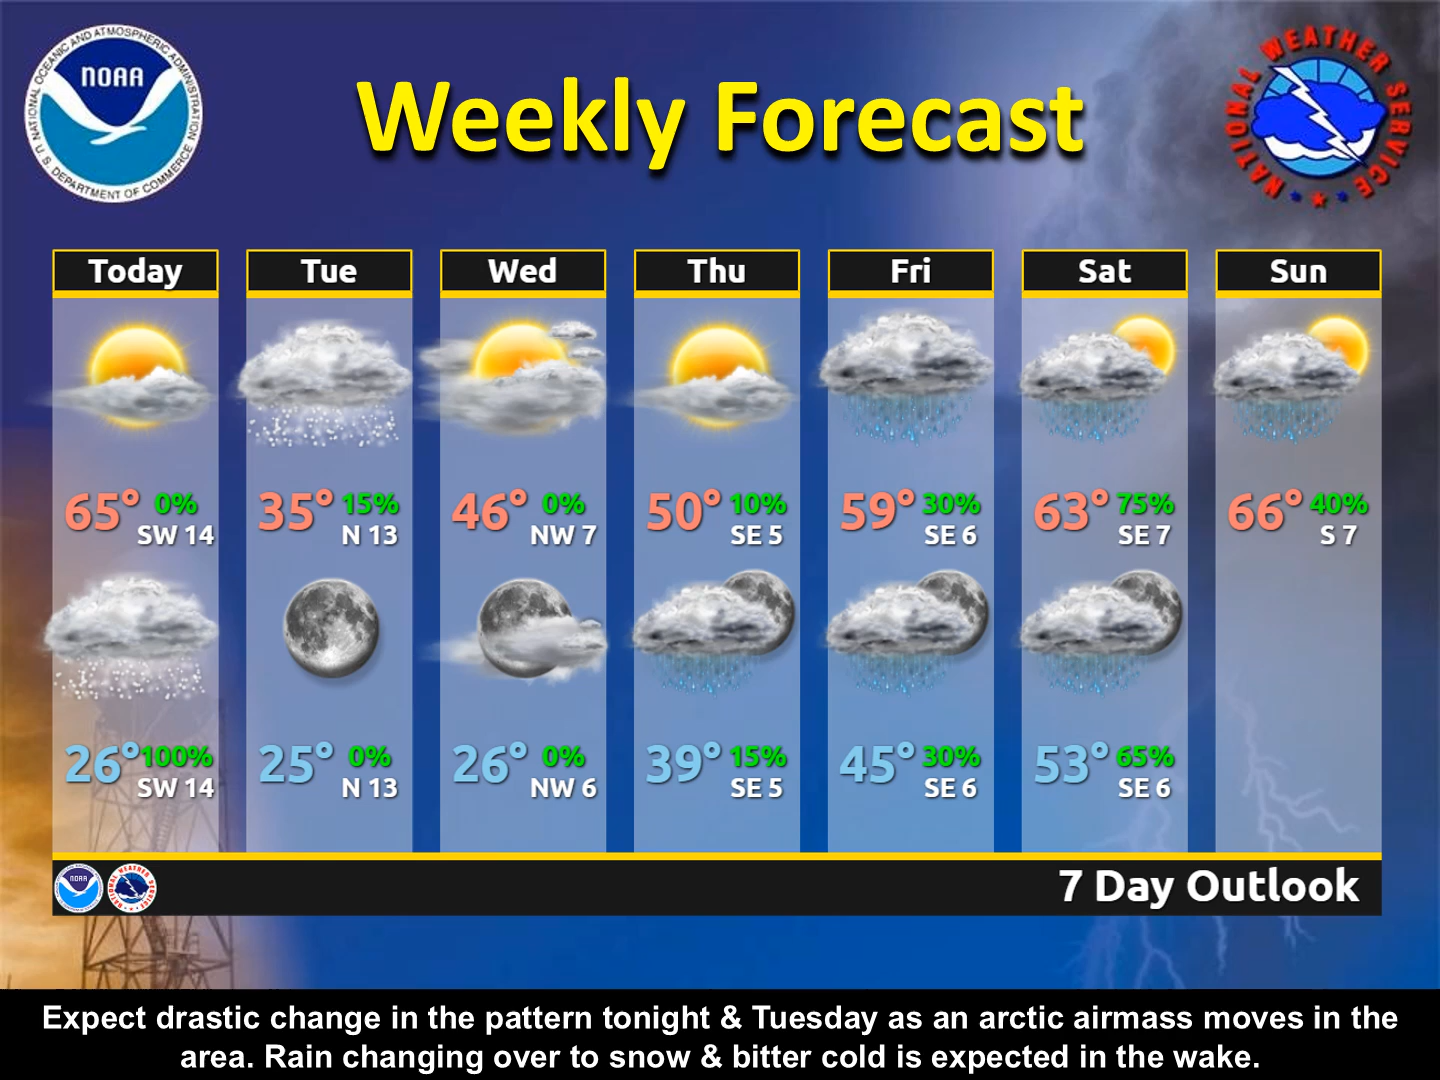 NATIONAL OCEANIC AND ATMOSPHERIC ADMINISTRATION
NOAA
U.S. DEPARTMENT OF COMMERCE
Weekly Forecast
NATIONAL WEATHER SERVICE
Today Tue Wed Thu Fri Sat Sun
65° 0% 35° 15% 46° 0% 50° 10% 59° 30% 63° 75% 66° 40%
SW 14 N 13 NW 7 SE 5 SE 6 SE 7 S 7
26° 100% 25° 0% 26° 0% 39° 15% 45° 30% 53° 65%
SW 14 N 13 NW 6 SE 5 SE 6 SE 6
NOAA
NATIONAL WEATHER SERVICE
7 Day Outlook
Expect drastic change in the pattern tonight & Tuesday as an arctic airmass moves in the
area. Rain changing over to snow & bitter cold is expected in the wake.